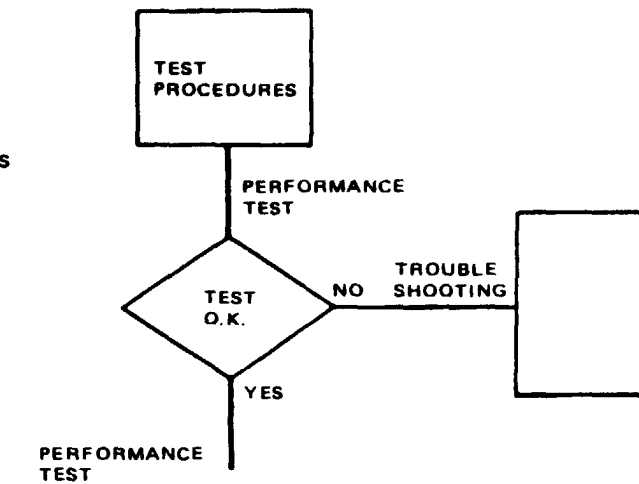 TEST
PROCEDURES
S
PERFORMANCE
TEST
TROUBLE
NO SHOOTING
TEST
O.K.
YES
PERFORMANCE
TEST